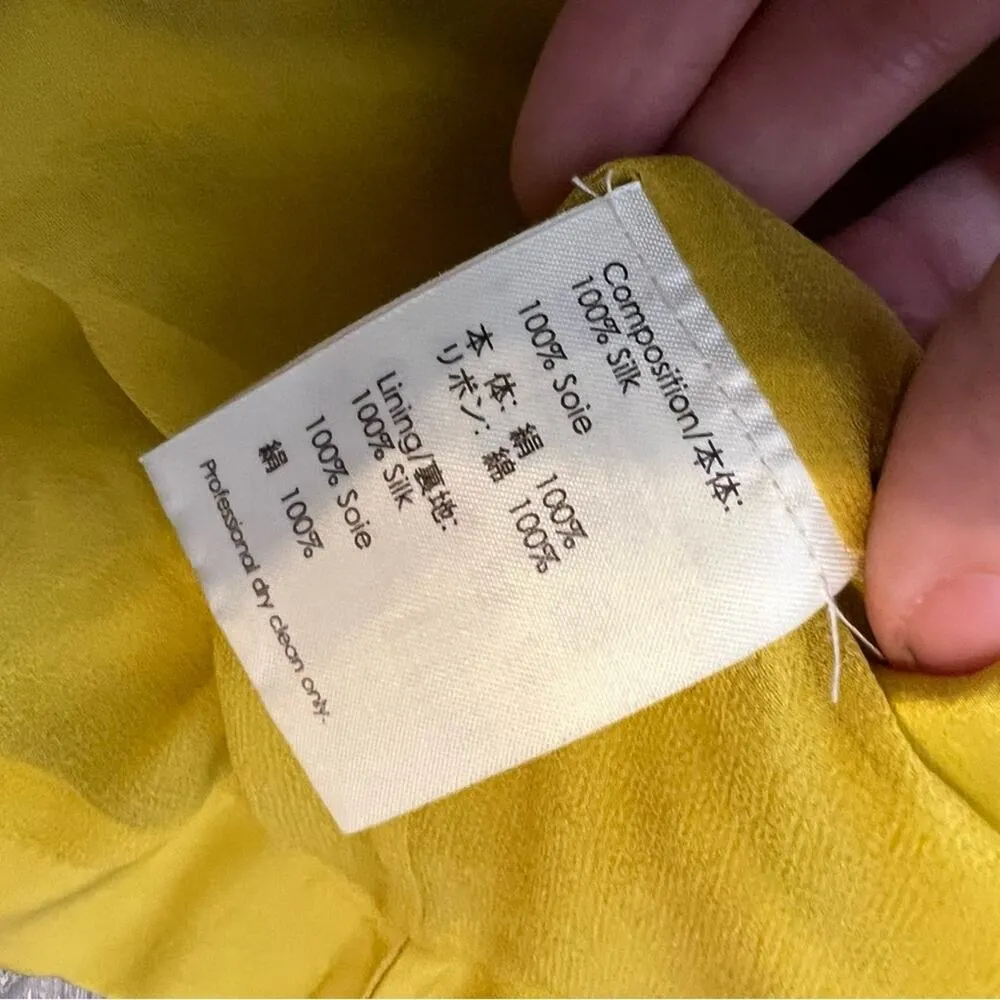 Composition/本体:
100% Silk
100% Soie
本 体: 絹 100%
リボン: 綿 100%
Lining/裏地:
100% Silk
100% Soie
絹 100%
Professional dry clean only.